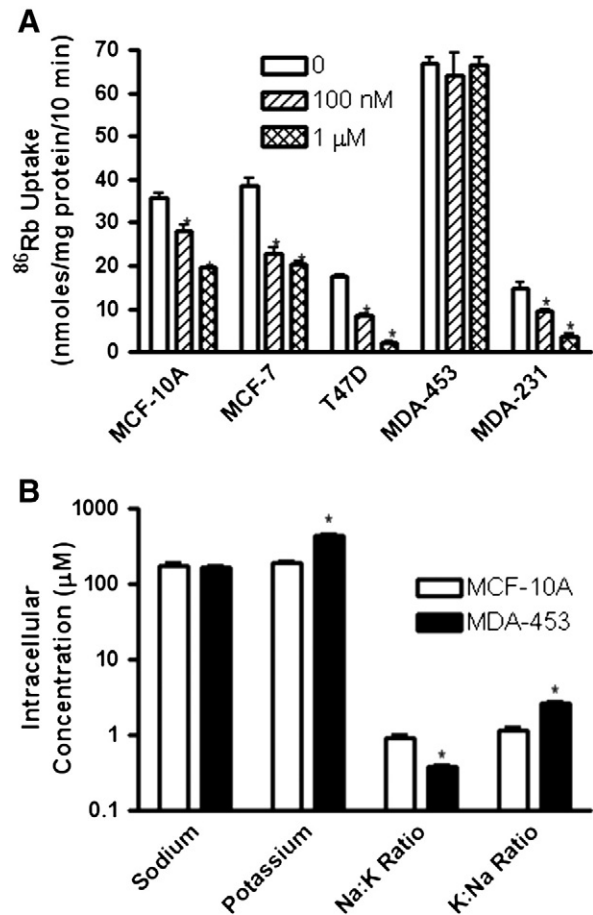 A
70
60
50
40
30
20
10
0
⁸⁶Rb Uptake
(nmoles/mg protein/10 min)
0
100 nM
1 µM
* * * * * * * *
MCF-10A
MCF-7
T47D
MDA-453
MDA-231
B
1000
100
10
1
0.1
Intracellular
Concentration (µM)
MCF-10A
MDA-453
* * *
Sodium
Potassium
Na:K Ratio
K:Na Ratio